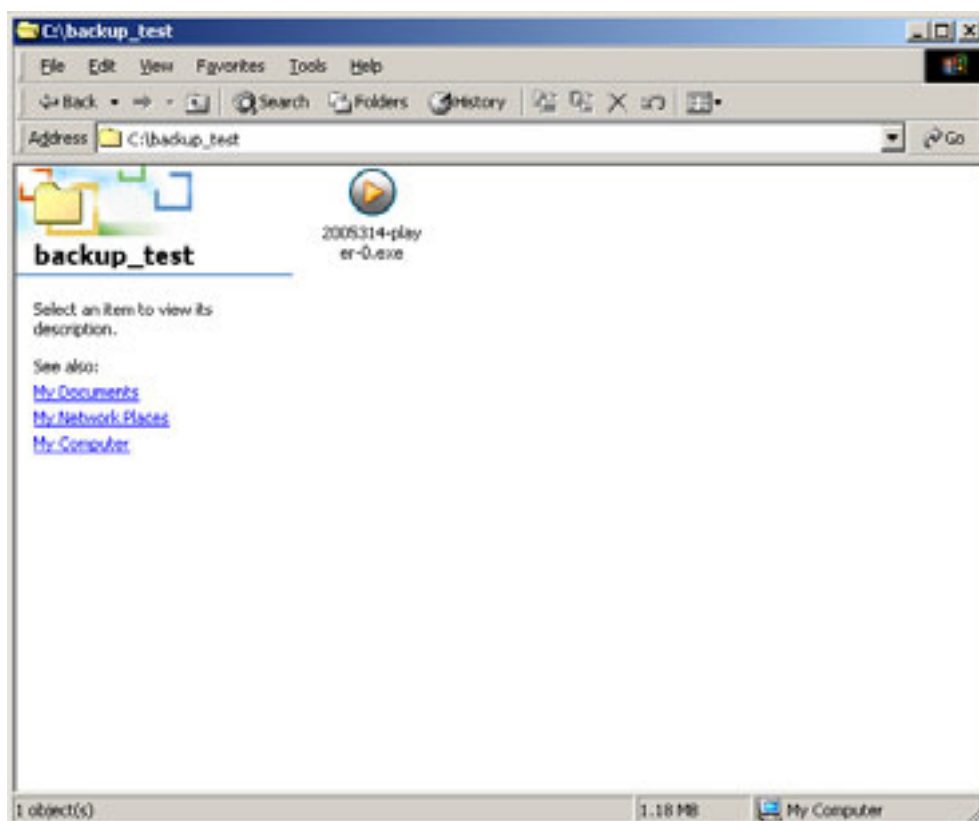 C:\backup_test
File Edit View Favorites Tools Help
Back Search Folders History
Address C:\backup_test Go
backup_test
2005314-play
er-0.exe
Select an item to view its
description.
See also:
My Documents
My Network Places
My Computer
1 object(s) 1.18 MB My Computer